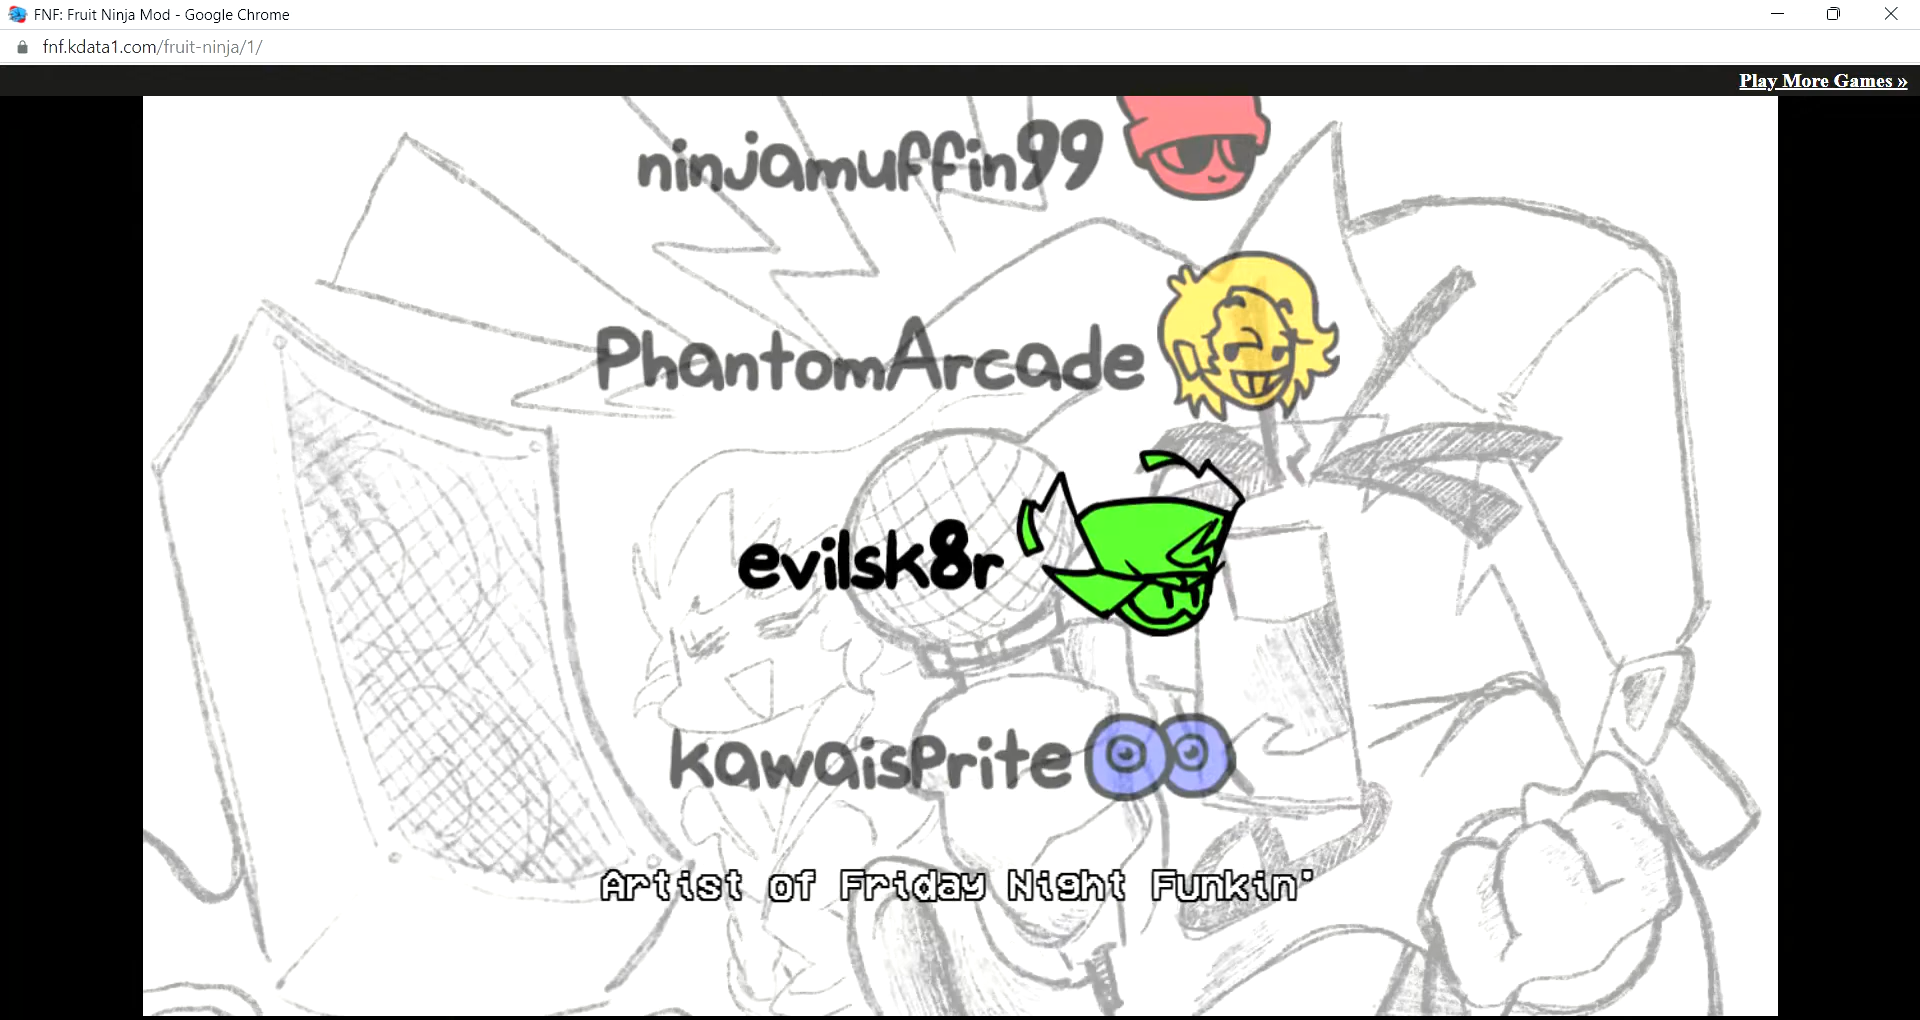 FNF: Fruit Ninja Mod - Google Chrome
fnf.kdata1.com/fruit-ninja/1/
Play More Games »
ninjamuffin99
PhantomArcade
evilsk8r
kawaisprite
Artist of Friday Night Funkin'